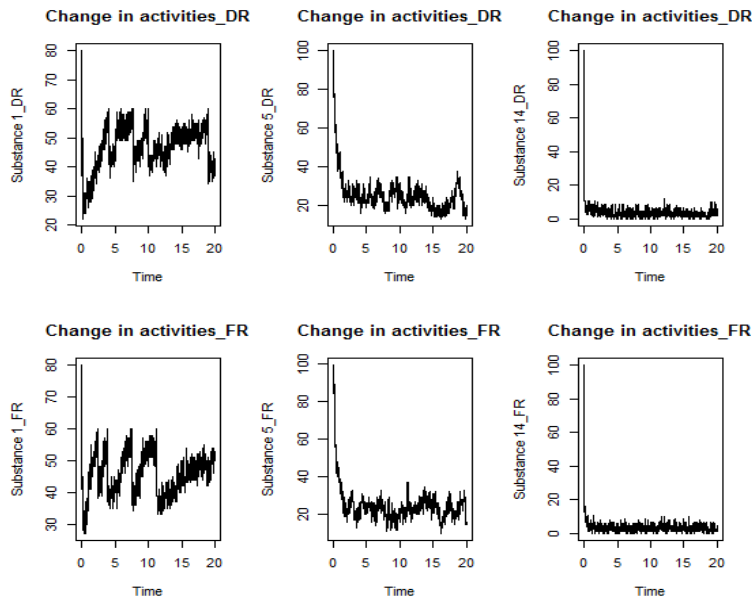 Change in activities_DR
Substance 1_DR
80
70
60
50
40
30
20
0 5 10 15 20
Time
Change in activities_DR
Substance 5_DR
100
80
60
40
20
0 5 10 15 20
Time
Change in activities_DR
Substance 14_DR
100
80
60
40
20
0
0 5 10 15 20
Time
Change in activities_FR
Substance 1_FR
80
70
60
50
40
30
0 5 10 15 20
Time
Change in activities_FR
Substance 5_FR
100
80
60
40
20
0 5 10 15 20
Time
Change in activities_FR
Substance 14_FR
100
80
60
40
20
0
0 5 10 15 20
Time